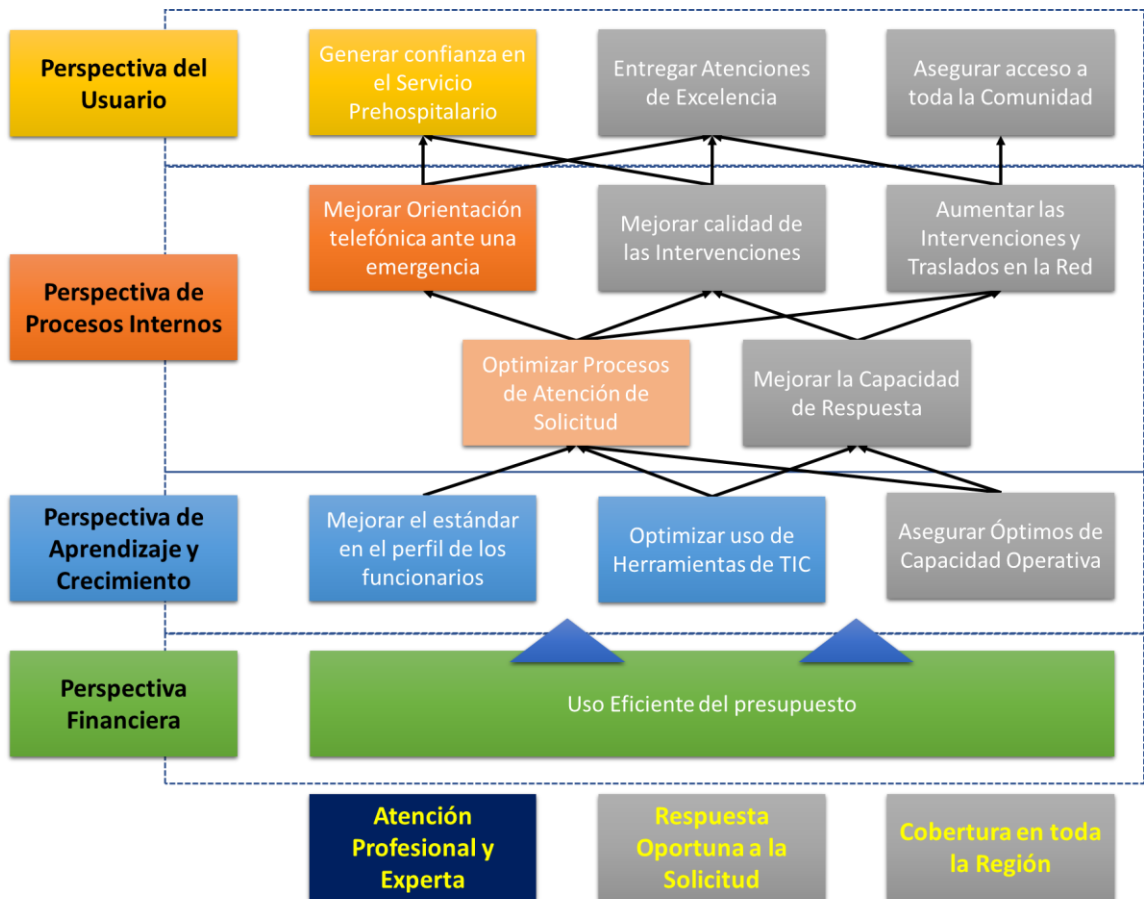 Perspectiva del
Usuario
Generar confianza en
el Servicio
Prehospitalario
Entregar Atenciones
de Excelencia
Asegurar acceso a
toda la Comunidad
Perspectiva de
Procesos Internos
Mejorar Orientación
telefónica ante una
emergencia
Mejorar calidad de
las Intervenciones
Aumentar las
Intervenciones y
Traslados en la Red
Optimizar Procesos
de Atención de
Solicitud
Mejorar la Capacidad
de Respuesta
Perspectiva de
Aprendizaje y
Crecimiento
Mejorar el estándar
en el perfil de los
funcionarios
Optimizar uso de
Herramientas de TIC
Asegurar Óptimos de
Capacidad Operativa
Perspectiva
Financiera
Uso Eficiente del presupuesto
Atención
Profesional y
Experta
Respuesta
Oportuna a la
Solicitud
Cobertura en toda
la Región